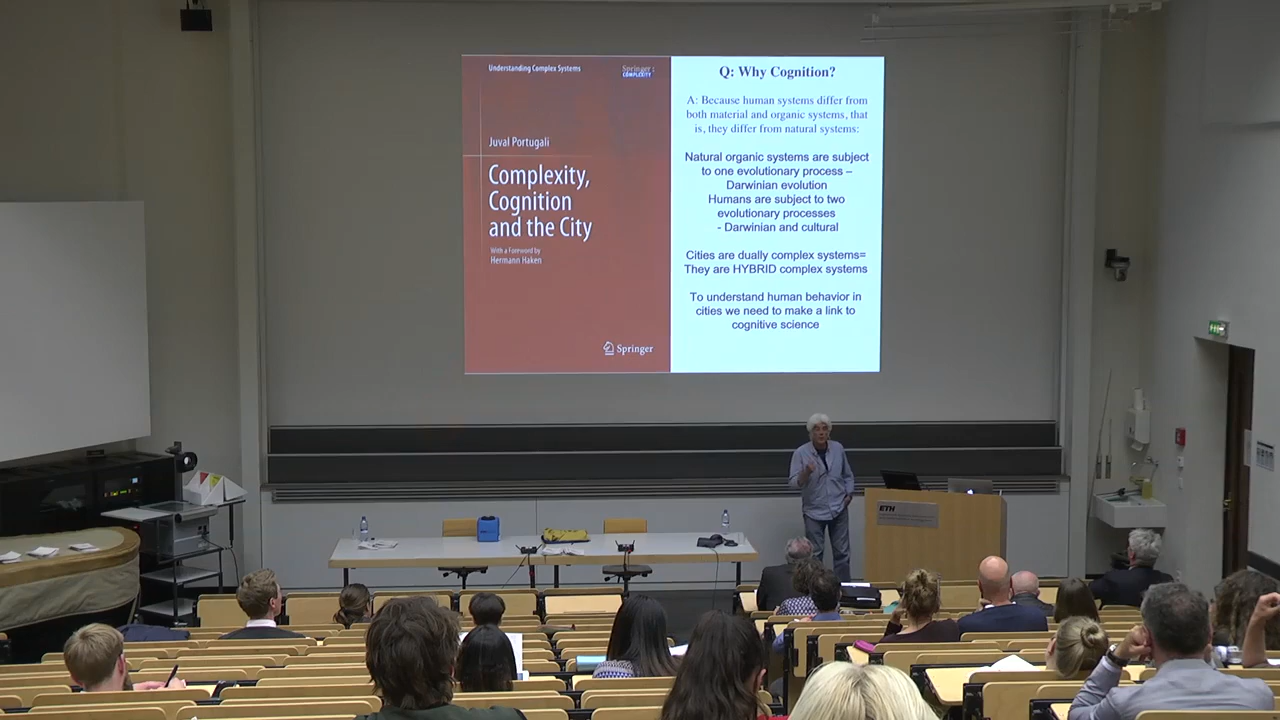 Understanding Complex Systems
Springer:
COMPLEXITY
Juval Portugali
Complexity,
Cognition
and the City
With a Foreword by
Hermann Haken
Springer
Q: Why Cognition?
A: Because human systems differ from
both material and organic systems, that
is, they differ from natural systems:
Natural organic systems are subject
to one evolutionary process –
Darwinian evolution
Humans are subject to two
evolutionary processes
- Darwinian and cultural
Cities are dually complex systems=
They are HYBRID complex systems
To understand human behavior in
cities we need to make a link to
cognitive science
ETH